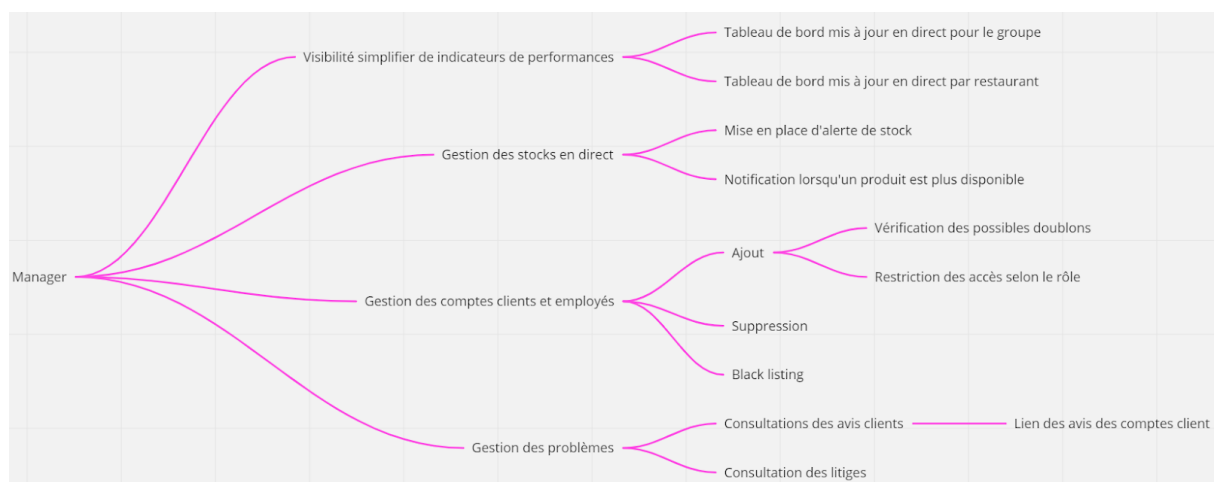 Tableau de bord mis à jour en direct pour le groupe
Visibilité simplifier de indicateurs de performances
Tableau de bord mis à jour en direct par restaurant
Mise en place d'alerte de stock
Gestion des stocks en direct
Notification lorsqu'un produit est plus disponible
Vérification des possibles doublons
Ajout
Manager
Restriction des accès selon le rôle
Gestion des comptes clients et employés
Suppression
Black listing
Consultations des avis clients
Lien des avis des comptes client
Gestion des problèmes
Consultation des litiges